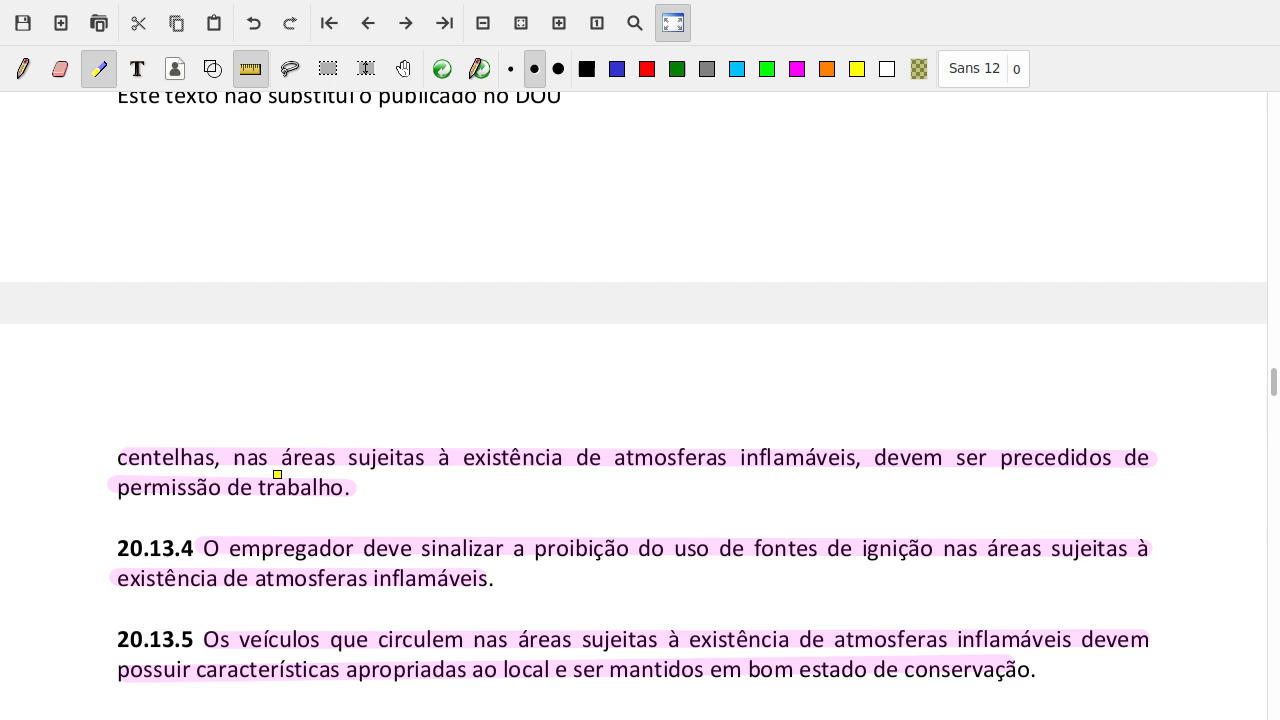 T
Sans 12
0
Este texto não substitui o publicado no DOU
centelhas, nas áreas sujeitas à existência de atmosferas inflamáveis, devem ser precedidos de
permissão de trabalho.
20.13.4 O empregador deve sinalizar a proibição do uso de fontes de ignição nas áreas sujeitas à
existência de atmosferas inflamáveis.
20.13.5 Os veículos que circulem nas áreas sujeitas à existência de atmosferas inflamáveis devem
possuir características apropriadas ao local e ser mantidos em bom estado de conservação.